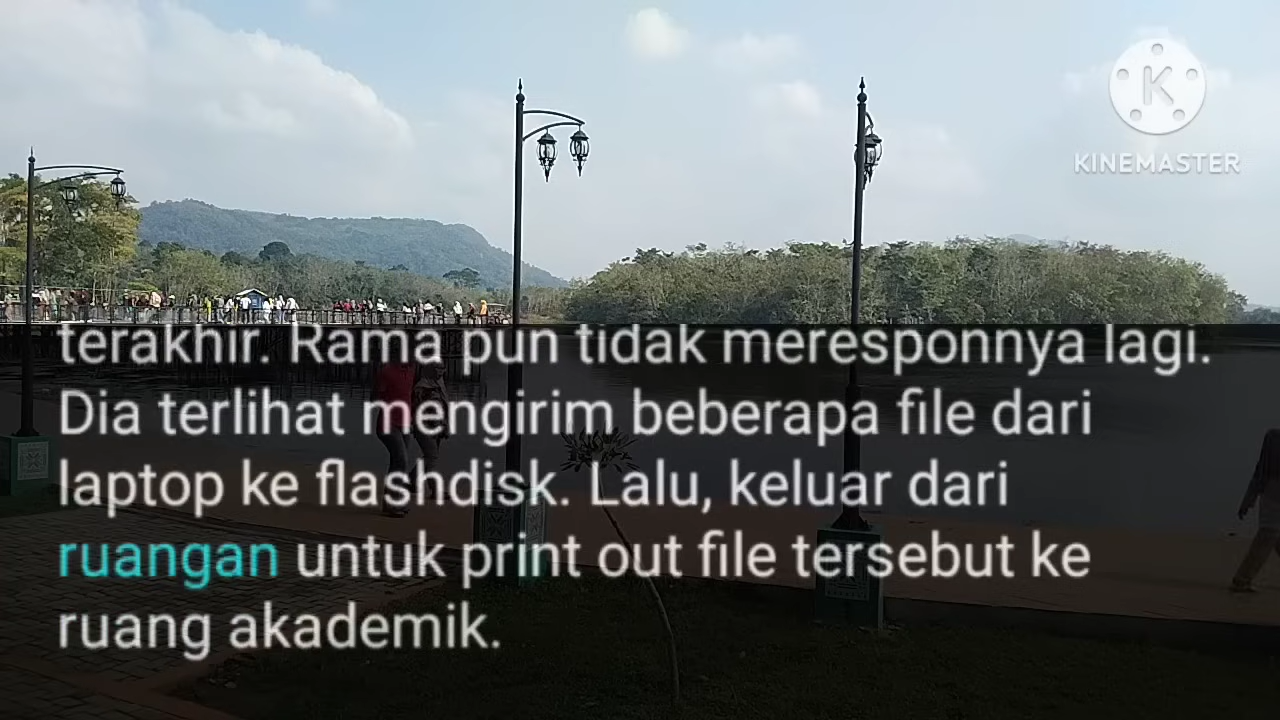 KINEMASTER
terakhir. Rama pun tidak meresponnya lagi.
Dia terlihat mengirim beberapa file dari
laptop ke flashdisk. Lalu, keluar dari
ruangan untuk print out file tersebut ke
ruang akademik.